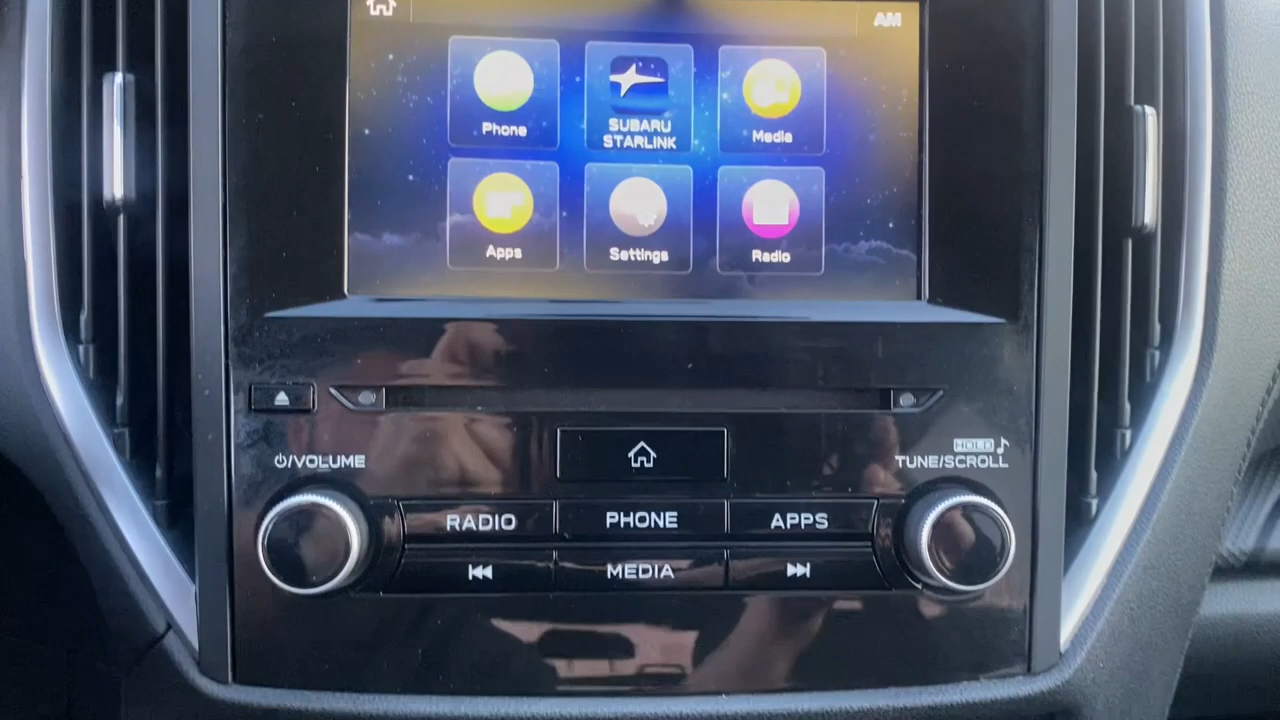 AM
Phone
SUBARU
STARLINK
Media
Apps
Settings
Radio
HOLD
/VOLUME
TUNE/SCROLL
RADIO
PHONE
APPS
MEDIA